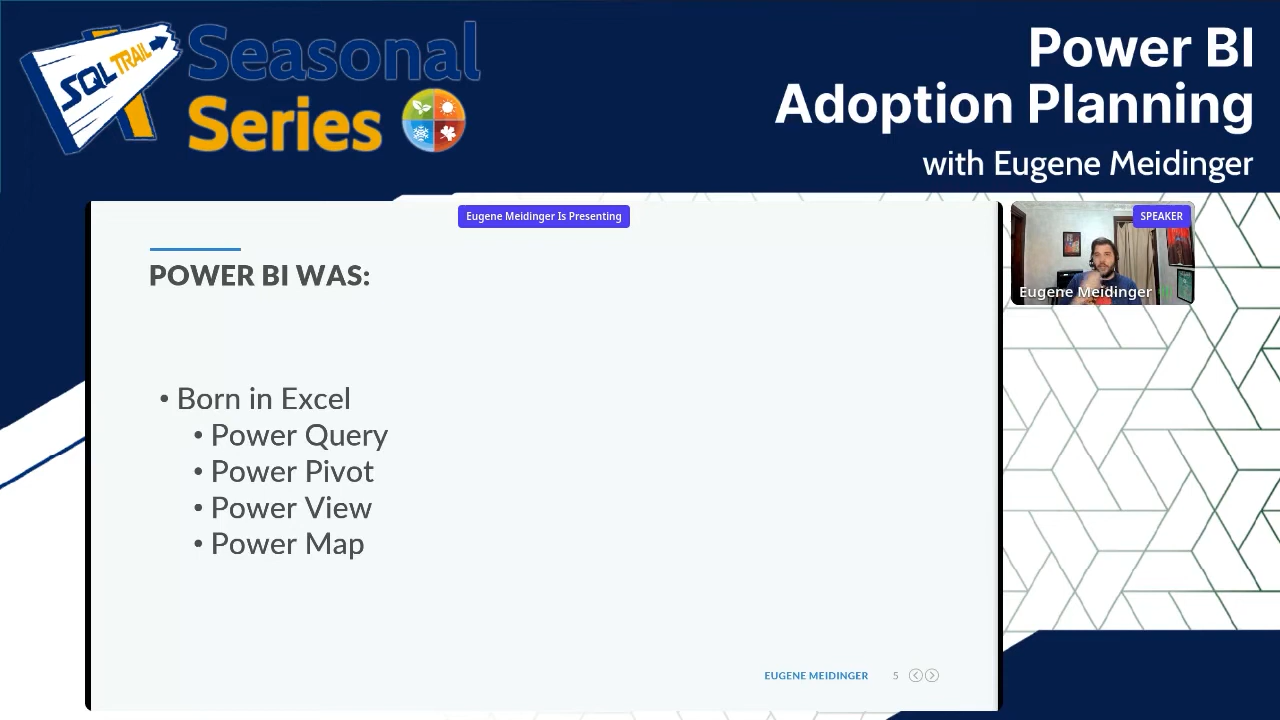 SQL TRAIL
Seasonal
Series
Power BI
Adoption Planning
with Eugene Meidinger
Eugene Meidinger Is Presenting
SPEAKER
Eugene Meidinger
POWER BI WAS:
• Born in Excel
• Power Query
• Power Pivot
• Power View
• Power Map
EUGENE MEIDINGER 5